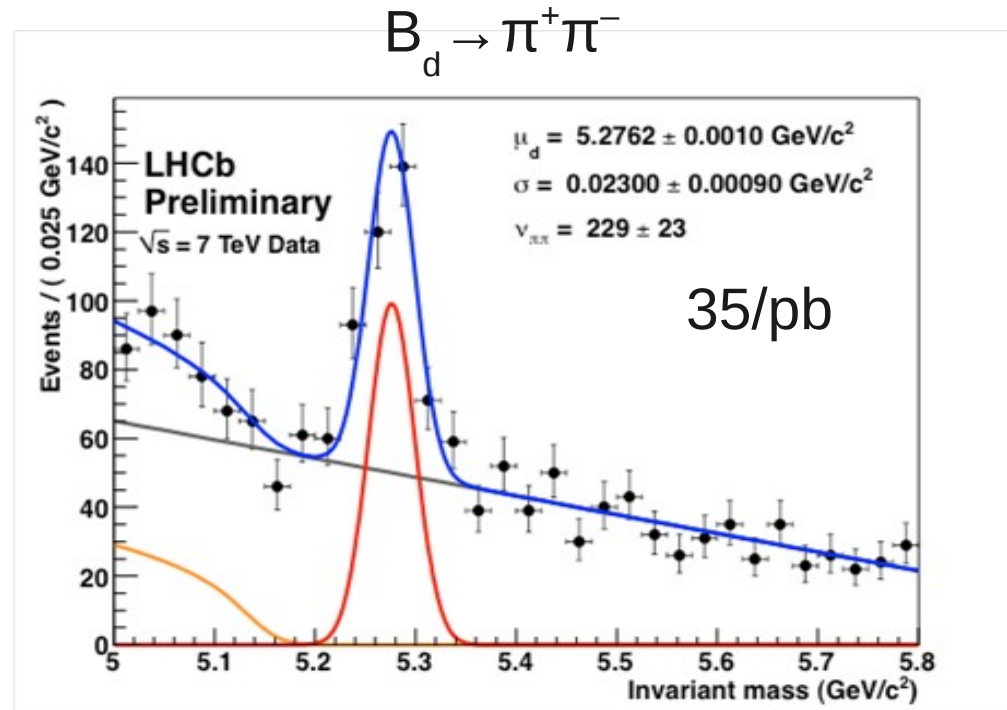 B_d → π⁺π⁻
LHCb
Preliminary
√s = 7 TeV Data
μ_d = 5.2762 ± 0.0010 GeV/c²
σ = 0.02300 ± 0.00090 GeV/c²
ν_ππ = 229 ± 23
35/pb
Events / ( 0.025 GeV/c² )
140
120
100
80
60
40
20
0
5 5.1 5.2 5.3 5.4 5.5 5.6 5.7 5.8
Invariant mass (GeV/c²)